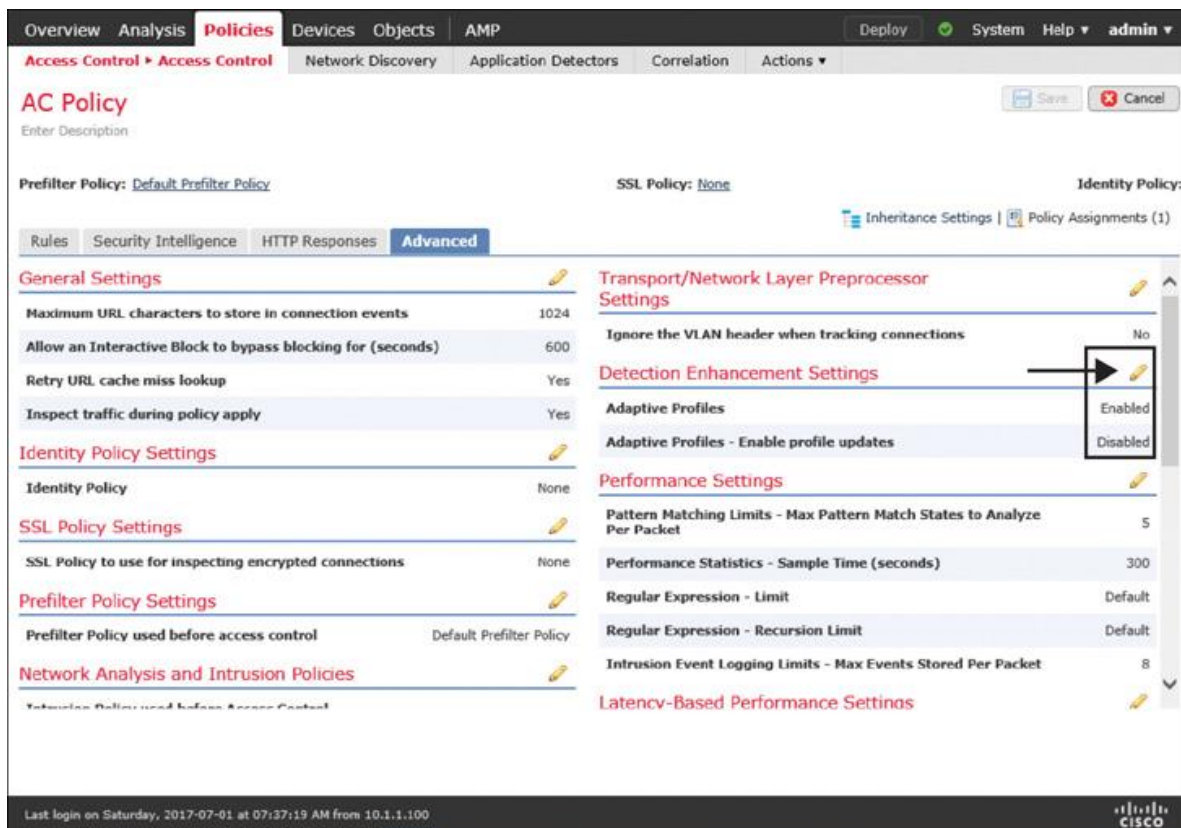 Overview Analysis Policies Devices Objects AMP Deploy System Help ▾ admin ▾
Access Control ▸ Access Control Network Discovery Application Detectors Correlation Actions ▾
AC Policy
Save Cancel
Enter Description
Prefilter Policy: Default Prefilter Policy SSL Policy: None Identity Policy:
Inheritance Settings | Policy Assignments (1)
Rules Security Intelligence HTTP Responses Advanced
General Settings
Maximum URL characters to store in connection events 1024
Allow an Interactive Block to bypass blocking for (seconds) 600
Retry URL cache miss lookup Yes
Inspect traffic during policy apply Yes
Identity Policy Settings
Identity Policy None
SSL Policy Settings
SSL Policy to use for inspecting encrypted connections None
Prefilter Policy Settings
Prefilter Policy used before access control Default Prefilter Policy
Network Analysis and Intrusion Policies
Intrusion Policy used before Access Control
Transport/Network Layer Preprocessor
Settings
Ignore the VLAN header when tracking connections No
Detection Enhancement Settings
Adaptive Profiles Enabled
Adaptive Profiles - Enable profile updates Disabled
Performance Settings
Pattern Matching Limits - Max Pattern Match States to Analyze
Per Packet 5
Performance Statistics - Sample Time (seconds) 300
Regular Expression - Limit Default
Regular Expression - Recursion Limit Default
Intrusion Event Logging Limits - Max Events Stored Per Packet 8
Latency-Based Performance Settings
Last login on Saturday, 2017-07-01 at 07:37:19 AM from 10.1.1.100
CISCO